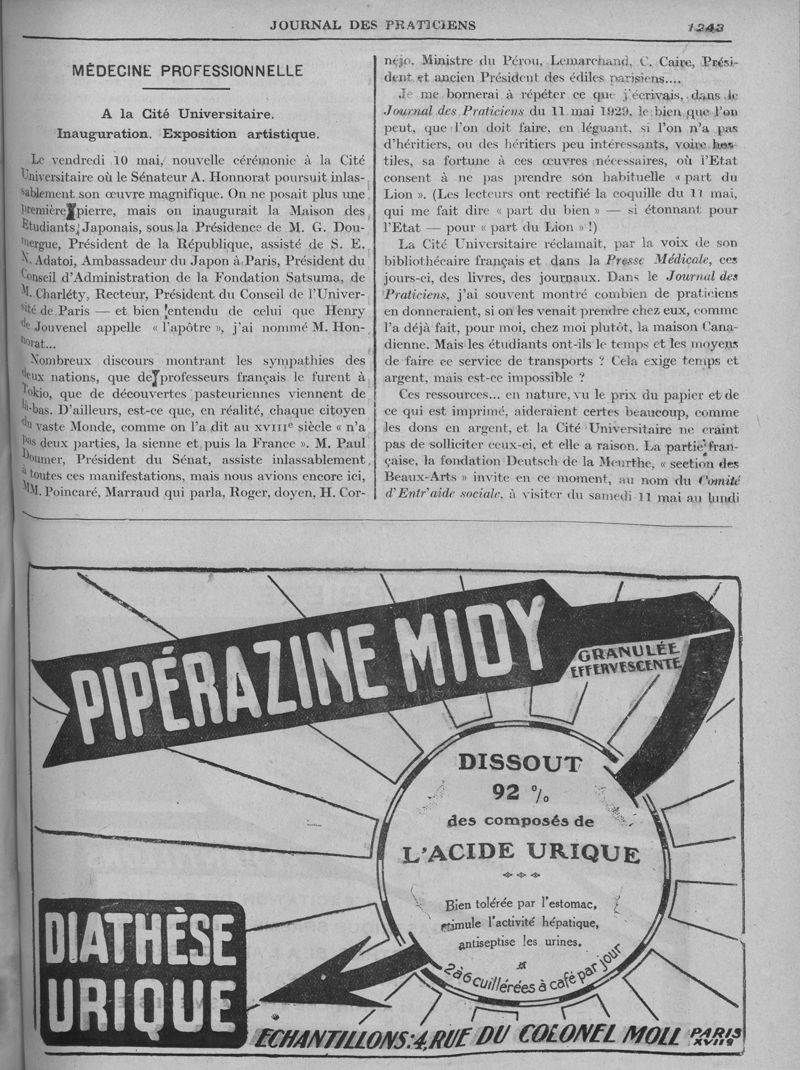 JOURNAL DES PRATICIENS
1243
MÉDECINE PROFESSIONNELLE
A la Cité Universitaire.
Inauguration. Exposition artistique.
Le vendredi 10 mai, nouvelle cérémonie à la Cité
Universitaire où le Sénateur A. Honnorat poursuit inlas-
sablement son œuvre magnifique. On ne posait plus une
première pierre, mais on inaugurait la Maison des
Étudiants Japonais, sous la Présidence de M. G. Dou-
mergue, Président de la République, assisté de S. E.
N. Adatoi, Ambassadeur du Japon à Paris, Président du
Conseil d'Administration de la Fondation Satsuma, de
M. Charléty, Recteur, Président du Conseil de l'Univer-
sité de Paris — et bien entendu de celui que Henry
de Jouvenel appelle « l'apôtre », j'ai nommé M. Hon-
norat...
Nombreux discours montrant les sympathies des
deux nations, que de professeurs français le furent à
Tokio, que de découvertes pasteuriennes viennent de
là-bas. D'ailleurs, est-ce que, en réalité, chaque citoyen
du vaste Monde, comme on l'a dit au XVIIIe siècle « n'a
pas deux parties, la sienne et puis la France ». M. Paul
Doumer, Président du Sénat, assiste inlassablement
à toutes ces manifestations, mais nous avions encore ici,
MM. Poincaré, Marraud qui parla, Roger, doyen, H. Cor-
nejo, Ministre du Pérou, Lemarchand, C. Caire, Prési-
dent et ancien Président des édiles parisiens....
Je me bornerai à répéter ce que j'écrivais, dans le
Journal des Praticiens du 11 mai 1929, le bien que l'on
peut, que l'on doit faire, en léguant, si l'on n'a pas
d'héritiers, ou des héritiers peu intéressants, voire hos-
tiles, sa fortune à ces œuvres nécessaires, où l'Etat
consent à ne pas prendre son habituelle « part du
Lion ». (Les lecteurs ont rectifié la coquille du 11 mai,
qui me fait dire « part du bien » — si étonnant pour
l'Etat — pour « part du Lion » !)
La Cité Universitaire réclamait, par la voix de son
bibliothécaire français et dans la Presse Médicale, ces
jours-ci, des livres, des journaux. Dans le Journal des
Praticiens, j'ai souvent montré combien de praticiens
en donneraient, si on les venait prendre chez eux, comme
l'a déjà fait, pour moi, chez moi plutôt, la maison Cana-
dienne. Mais les étudiants ont-ils le temps et les moyens
de faire ce service de transports ? Cela exige temps et
argent, mais est-ce impossible ?
Ces ressources... en nature, vu le prix du papier et de
ce qui est imprimé, aideraient certes beaucoup, comme
les dons en argent, et la Cité Universitaire ne craint
pas de solliciter ceux-ci, et elle a raison. La partie fran-
çaise, la fondation Deutsch de la Meurthe, « section des
Beaux-Arts » invite en ce moment, au nom du Comité
d'Entr'aide sociale, à visiter du samedi 11 mai au lundi
PIPÉRAZINE MIDY
GRANULÉE
EFFERVESCENTE
DISSOUT
92 %
des composés de
L'ACIDE URIQUE
Bien tolérée par l'estomac,
stimule l'activité hépatique,
antiseptise les urines.
2 à 6 cuillérées à café par jour
DIATHÈSE
URIQUE
ECHANTILLONS: 4, RUE DU COLONEL MOLL PARIS
XVIIe